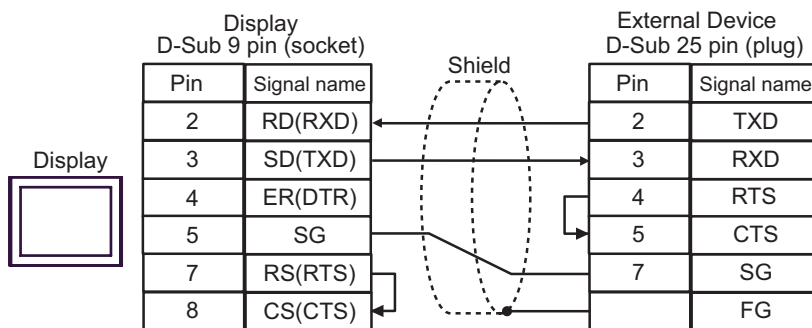 Display
D-Sub 9 pin (socket)
External Device
D-Sub 25 pin (plug)
Shield
Pin Signal name
Pin Signal name
2 RD(RXD)
2 TXD
3 SD(TXD)
3 RXD
Display
4 ER(DTR)
4 RTS
5 SG
5 CTS
7 RS(RTS)
7 SG
8 CS(CTS)
FG